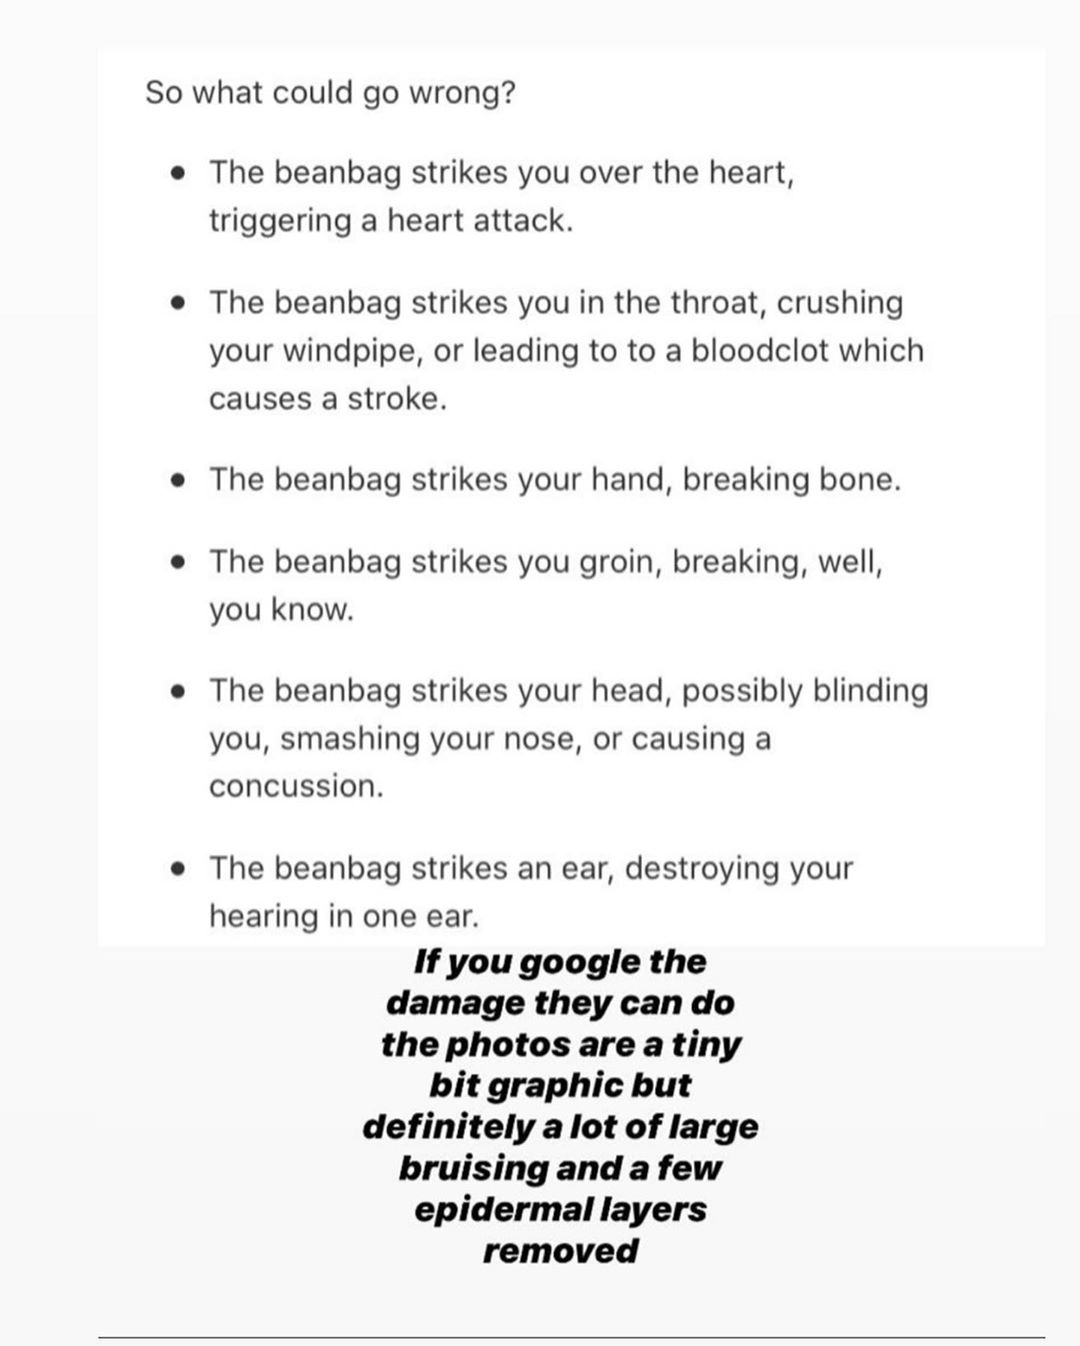 So what could go wrong?
• The beanbag strikes you over the heart,
triggering a heart attack.
• The beanbag strikes you in the throat, crushing
your windpipe, or leading to to a bloodclot which
causes a stroke.
• The beanbag strikes your hand, breaking bone.
• The beanbag strikes you groin, breaking, well,
you know.
• The beanbag strikes your head, possibly blinding
you, smashing your nose, or causing a
concussion.
• The beanbag strikes an ear, destroying your
hearing in one ear.
If you google the
damage they can do
the photos are a tiny
bit graphic but
definitely a lot of large
bruising and a few
epidermal layers
removed